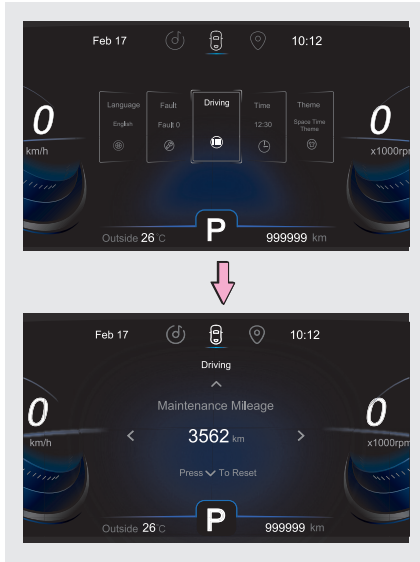 Feb 17 10:12
Language Fault Driving Time Theme
English Fault 0 12:30 Space Time
Theme
0 0
km/h x1000rpm
P
Outside 26°C 999999 km
Feb 17 10:12
Driving
Maintenance Mileage
0 3562 km 0
km/h x1000rpm
Press To Reset
P
Outside 26°C 999999 km